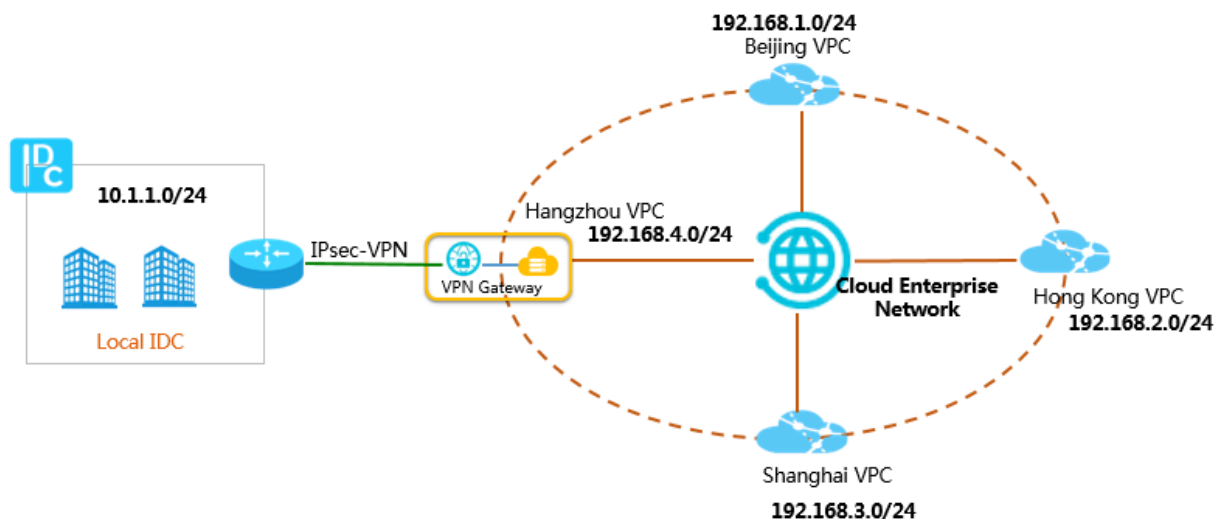 192.168.1.0/24
Beijing VPC
IDC
10.1.1.0/24
Hangzhou VPC
192.168.4.0/24
IPsec-VPN
VPN Gateway
Cloud Enterprise
Network
Hong Kong VPC
192.168.2.0/24
Local IDC
Shanghai VPC
192.168.3.0/24